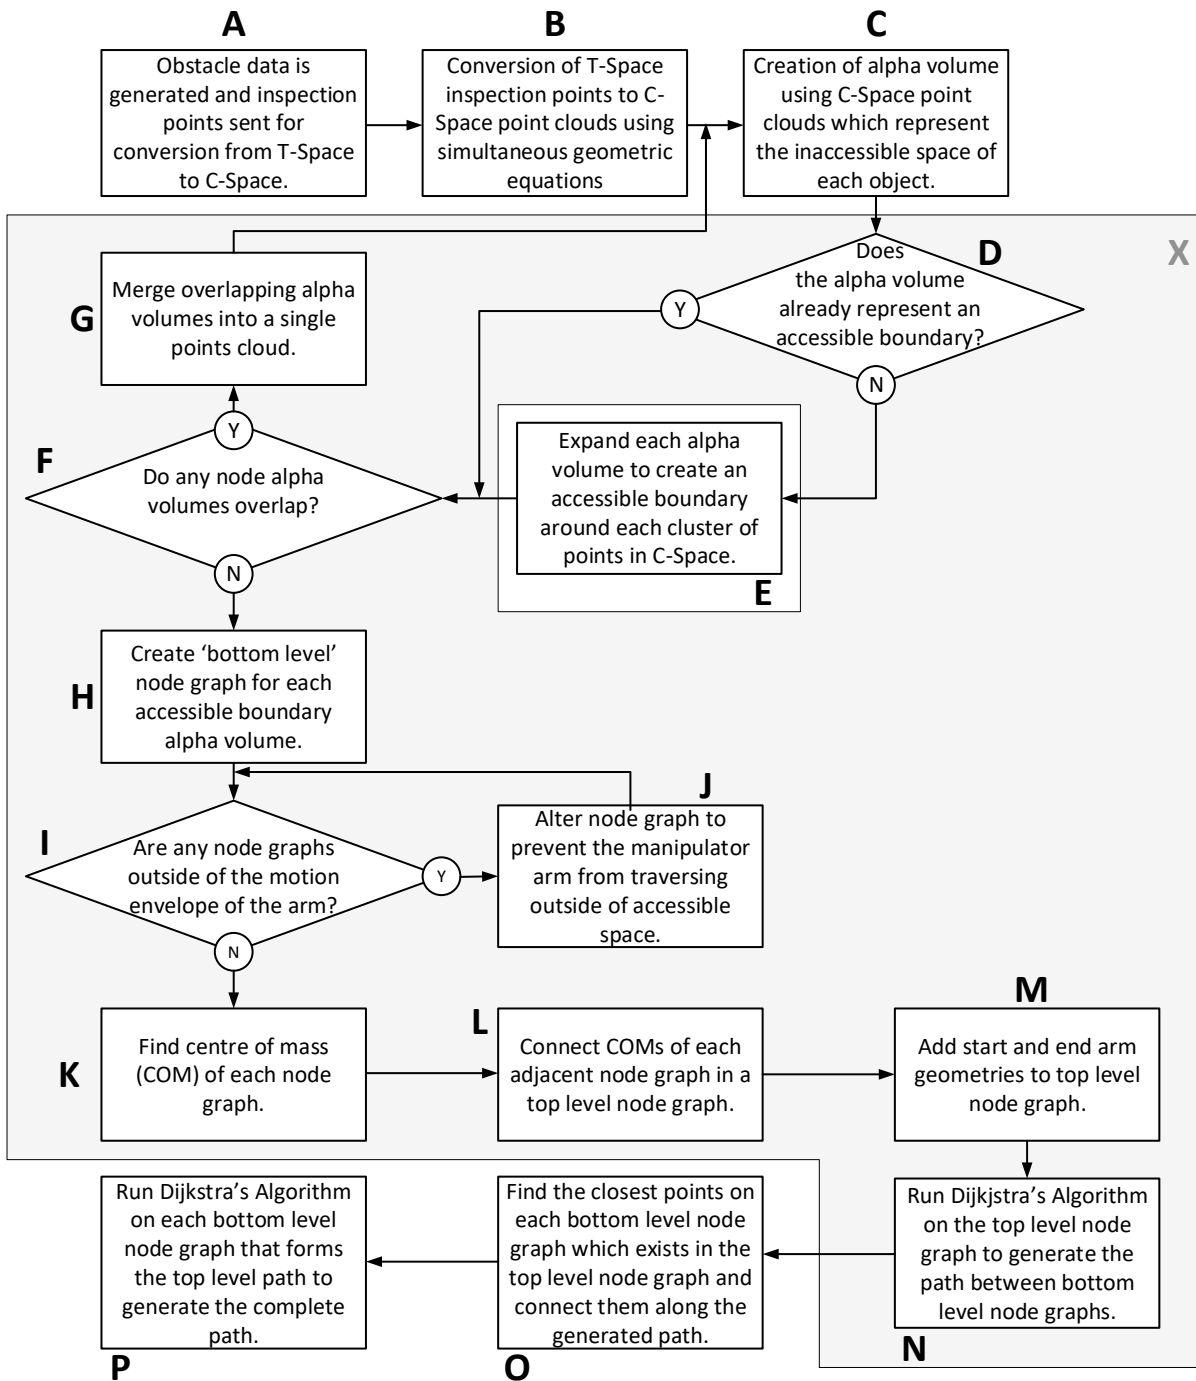 A
Obstacle data is
generated and inspection
points sent for
conversion from T-Space
to C-Space.
B
Conversion of T-Space
inspection points to C-
Space point clouds using
simultaneous geometric
equations
C
Creation of alpha volume
using C-Space point
clouds which represent
the inaccessible space of
each object.
X
D
Does
the alpha volume
already represent an
accessible boundary?
Y
N
G
Merge overlapping alpha
volumes into a single
points cloud.
Y
F
Do any node alpha
volumes overlap?
N
Expand each alpha
volume to create an
accessible boundary
around each cluster of
points in C-Space.
E
H
Create ‘bottom level’
node graph for each
accessible boundary
alpha volume.
I
Are any node graphs
outside of the motion
envelope of the arm?
Y
N
J
Alter node graph to
prevent the manipulator
arm from traversing
outside of accessible
space.
K
Find centre of mass
(COM) of each node
graph.
L
Connect COMs of each
adjacent node graph in a
top level node graph.
M
Add start and end arm
geometries to top level
node graph.
Run Dijkjstra’s Algorithm
on the top level node
graph to generate the
path between bottom
level node graphs.
N
Find the closest points on
each bottom level node
graph which exists in the
top level node graph and
connect them along the
generated path.
O
Run Dijkstra’s Algorithm
on each bottom level
node graph that forms
the top level path to
generate the complete
path.
P